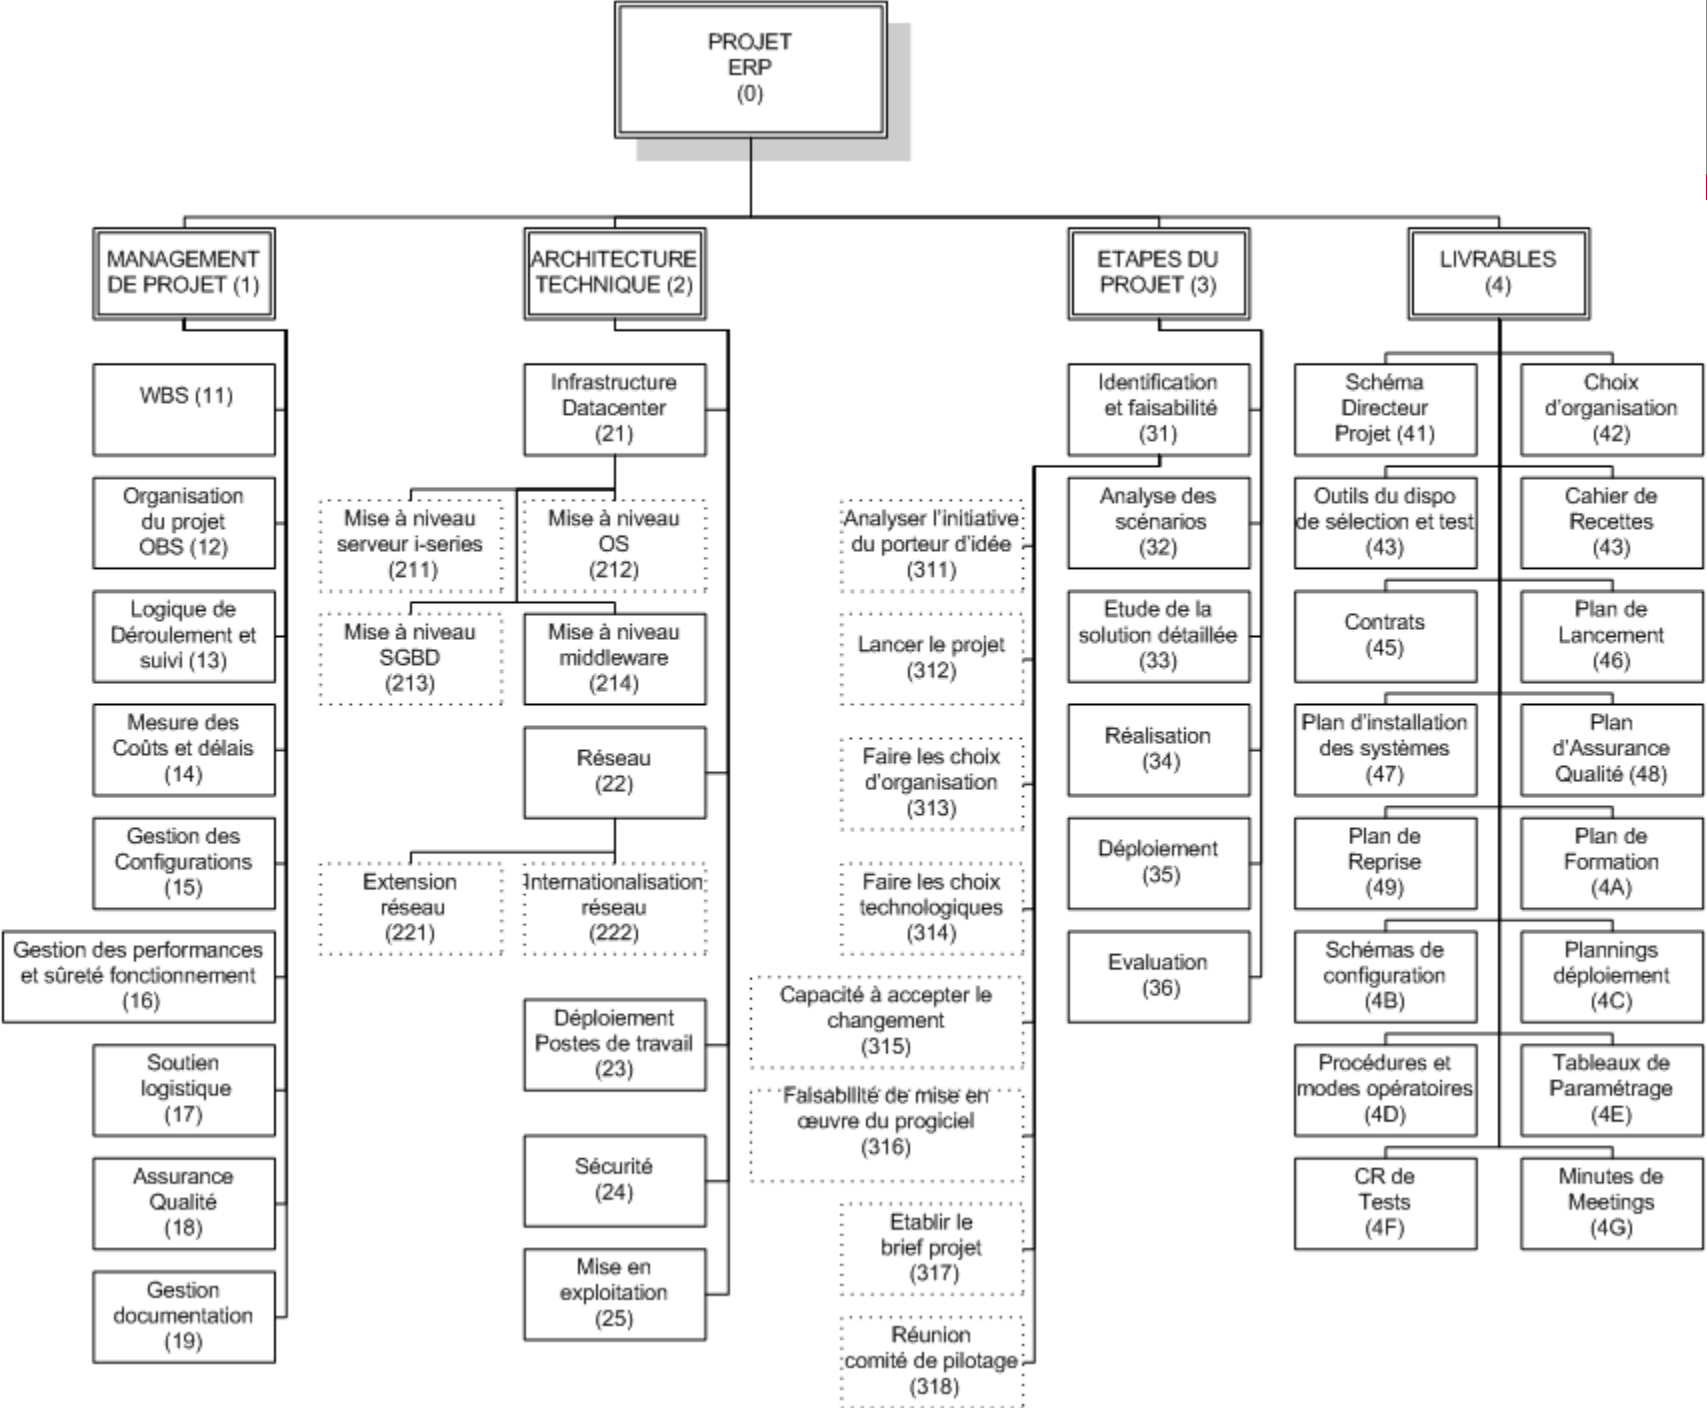 PROJET
ERP
(0)
MANAGEMENT
DE PROJET (1)
WBS (11)
Organisation
du projet
OBS (12)
Logique de
Déroulement et
suivi (13)
Mesure des
Coûts et délais
(14)
Gestion des
Configurations
(15)
Gestion des performances
et sûreté fonctionnement
(16)
Soutien
logistique
(17)
Assurance
Qualité
(18)
Gestion
documentation
(19)
ARCHITECTURE
TECHNIQUE (2)
Infrastructure
Datacenter
(21)
Mise à niveau
serveur i-series
(211)
Mise à niveau
OS
(212)
Mise à niveau
SGBD
(213)
Mise à niveau
middleware
(214)
Réseau
(22)
Extension
réseau
(221)
Internationalisation
réseau
(222)
Déploiement
Postes de travail
(23)
Sécurité
(24)
Mise en
exploitation
(25)
ETAPES DU
PROJET (3)
Identification
et faisabilité
(31)
Analyser l'initiative
du porteur d'idée
(311)
Lancer le projet
(312)
Faire les choix
d'organisation
(313)
Faire les choix
technologiques
(314)
Capacité à accepter le
changement
(315)
Faisabilité de mise en
œuvre du progiciel
(316)
Etablir le
brief projet
(317)
Réunion
comité de pilotage
(318)
Analyse des
scénarios
(32)
Etude de la
solution détaillée
(33)
Réalisation
(34)
Déploiement
(35)
Evaluation
(36)
LIVRABLES
(4)
Schéma
Directeur
Projet (41)
Choix
d'organisation
(42)
Outils du dispo
de sélection et test
(43)
Cahier de
Recettes
(43)
Contrats
(45)
Plan de
Lancement
(46)
Plan d'installation
des systèmes
(47)
Plan
d'Assurance
Qualité (48)
Plan de
Reprise
(49)
Plan de
Formation
(4A)
Schémas de
configuration
(4B)
Plannings
déploiement
(4C)
Procédures et
modes opératoires
(4D)
Tableaux de
Paramétrage
(4E)
CR de
Tests
(4F)
Minutes de
Meetings
(4G)